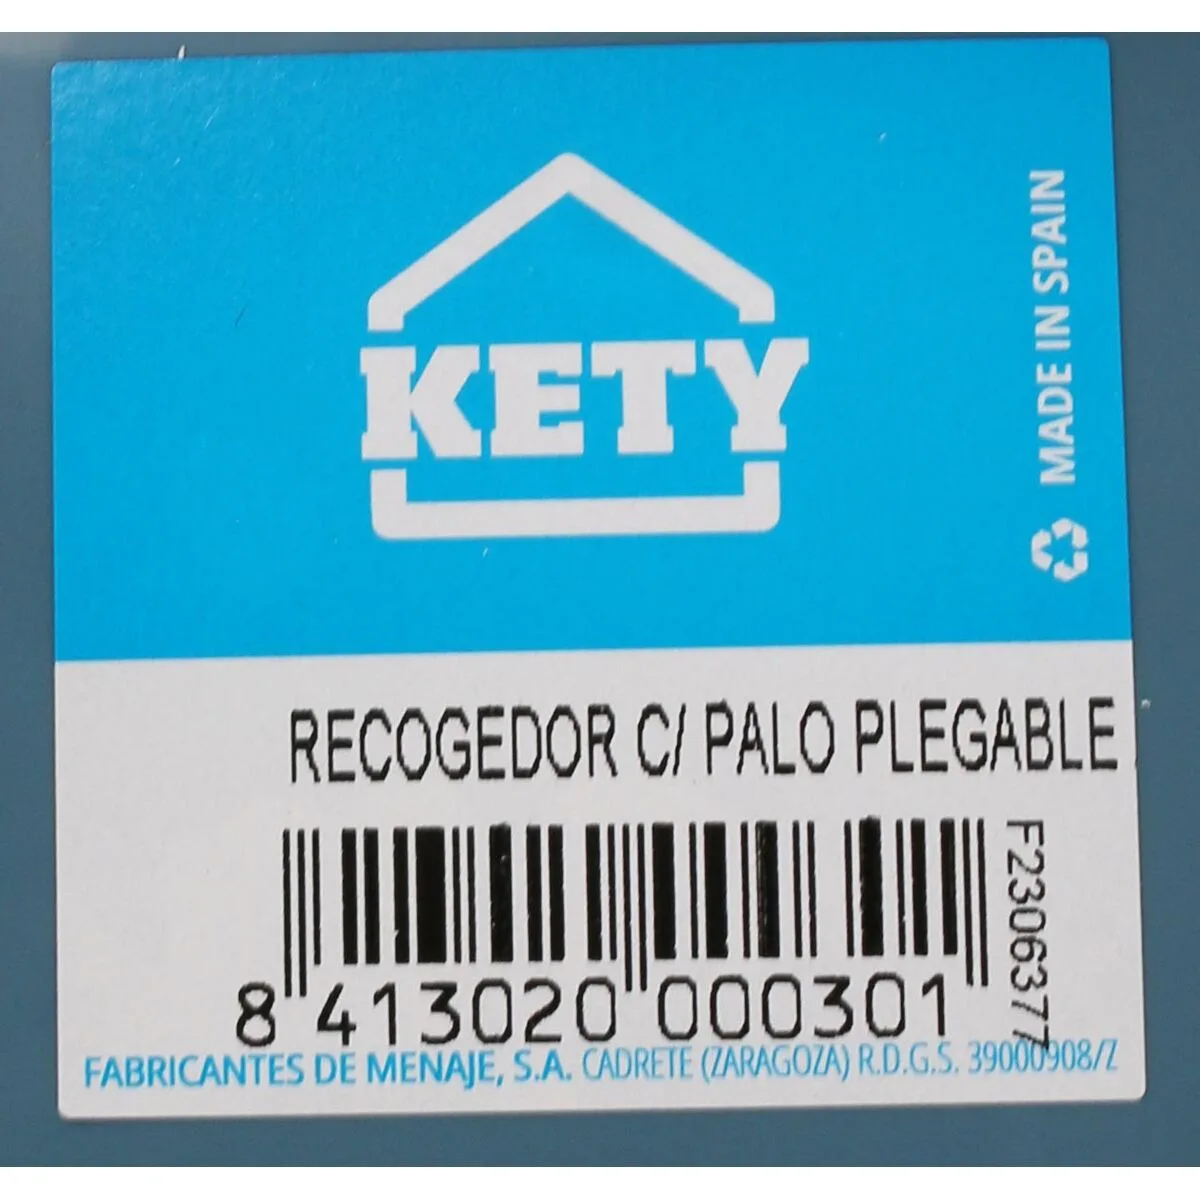 KETY
MADE IN SPAIN
RECOGEDOR C/ PALO PLEGABLE
F2306377
8 413020 000301
FABRICANTES DE MENAJE, S.A. CADRETE (ZARAGOZA) R.D.G.S. 39000908/Z